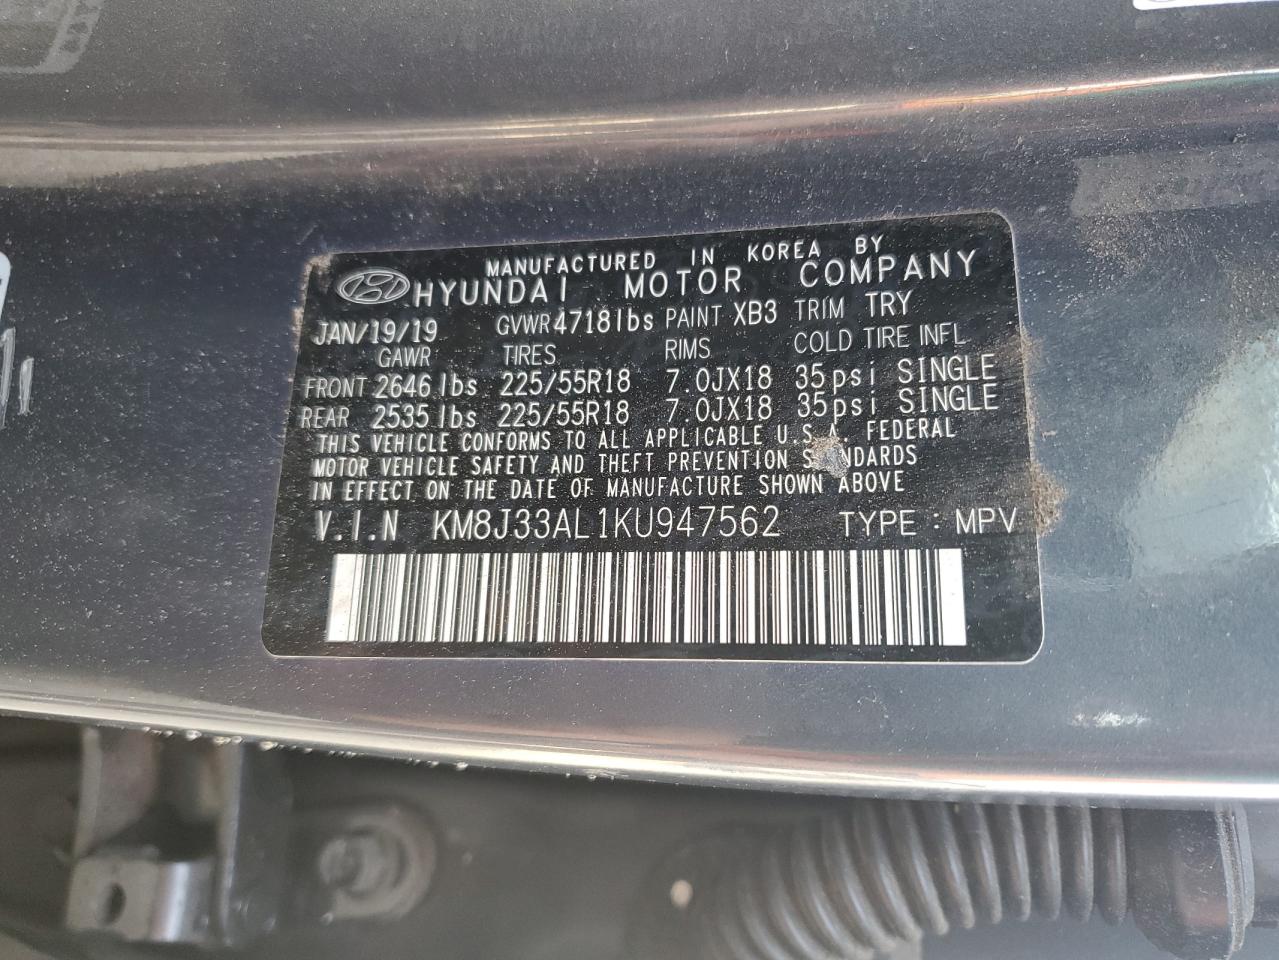 MANUFACTURED IN KOREA BY
HYUNDAI MOTOR COMPANY
JAN/19/19 GVWR 4718lbs PAINT XB3 TRIM TRY
GAWR TIRES RIMS COLD TIRE INFL
FRONT 2646 lbs 225/55R18 7.0JX18 35psi SINGLE
REAR 2535 lbs 225/55R18 7.0JX18 35psi SINGLE
THIS VEHICLE CONFORMS TO ALL APPLICABLE U.S.A. FEDERAL
MOTOR VEHICLE SAFETY AND THEFT PREVENTION STANDARDS
IN EFFECT ON THE DATE OF MANUFACTURE SHOWN ABOVE
V.I.N KM8J33AL1KU947562 TYPE : MPV